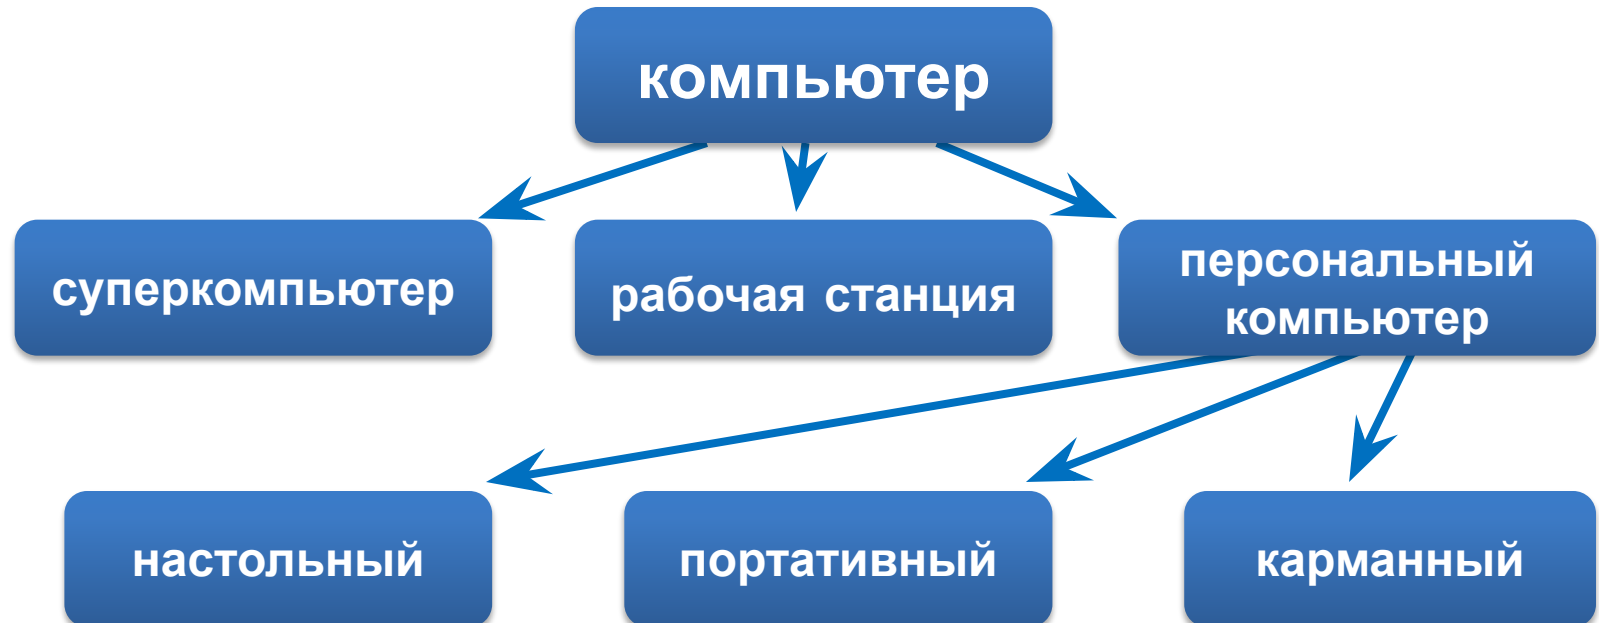 компьютер
суперкомпьютер
рабочая станция
персональный
компьютер
настольный
портативный
карманный